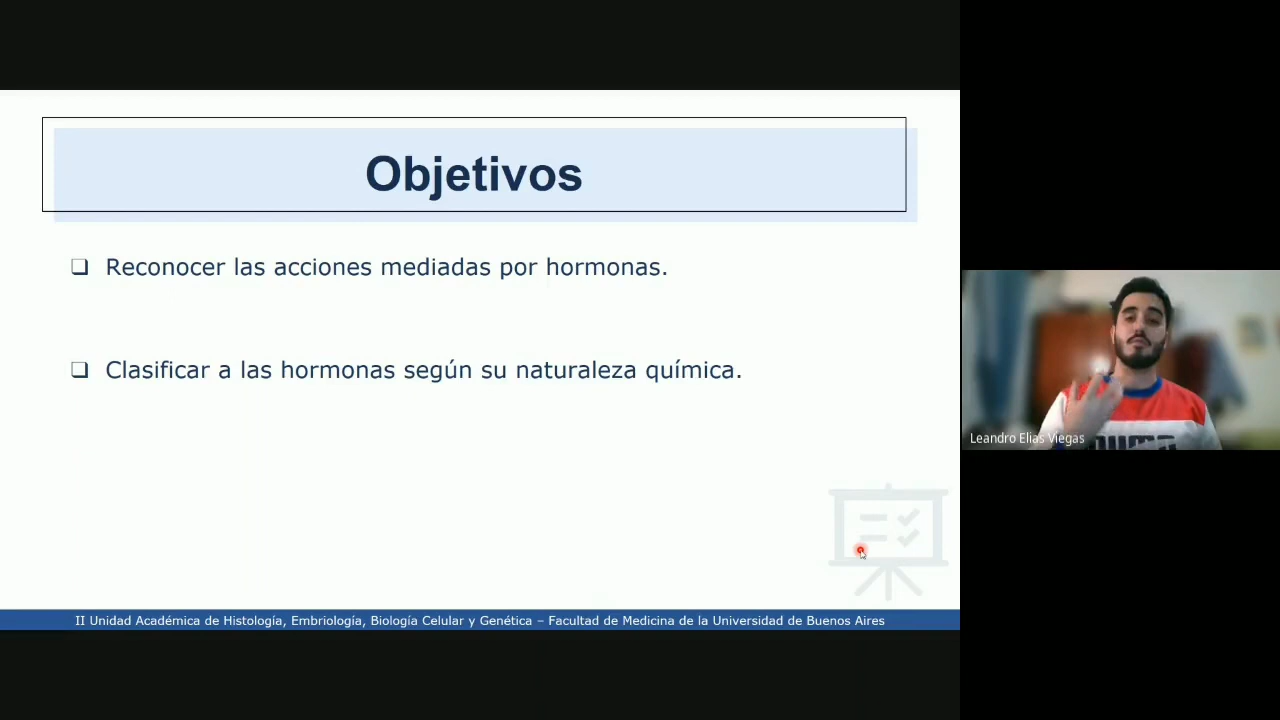 Objetivos
❑ Reconocer las acciones mediadas por hormonas.
❑ Clasificar a las hormonas según su naturaleza química.
II Unidad Académica de Histología, Embriología, Biología Celular y Genética – Facultad de Medicina de la Universidad de Buenos Aires
Leandro Elias Viegas